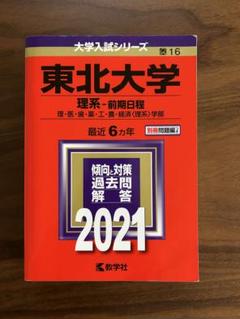 大学入試シリーズ
16
東北大学
理系-前期日程
理・医・歯・薬・工・農・経済〈理系〉学部
最近6カ年
別冊問題編
傾向と対策
過去問
解答
2021
教学社